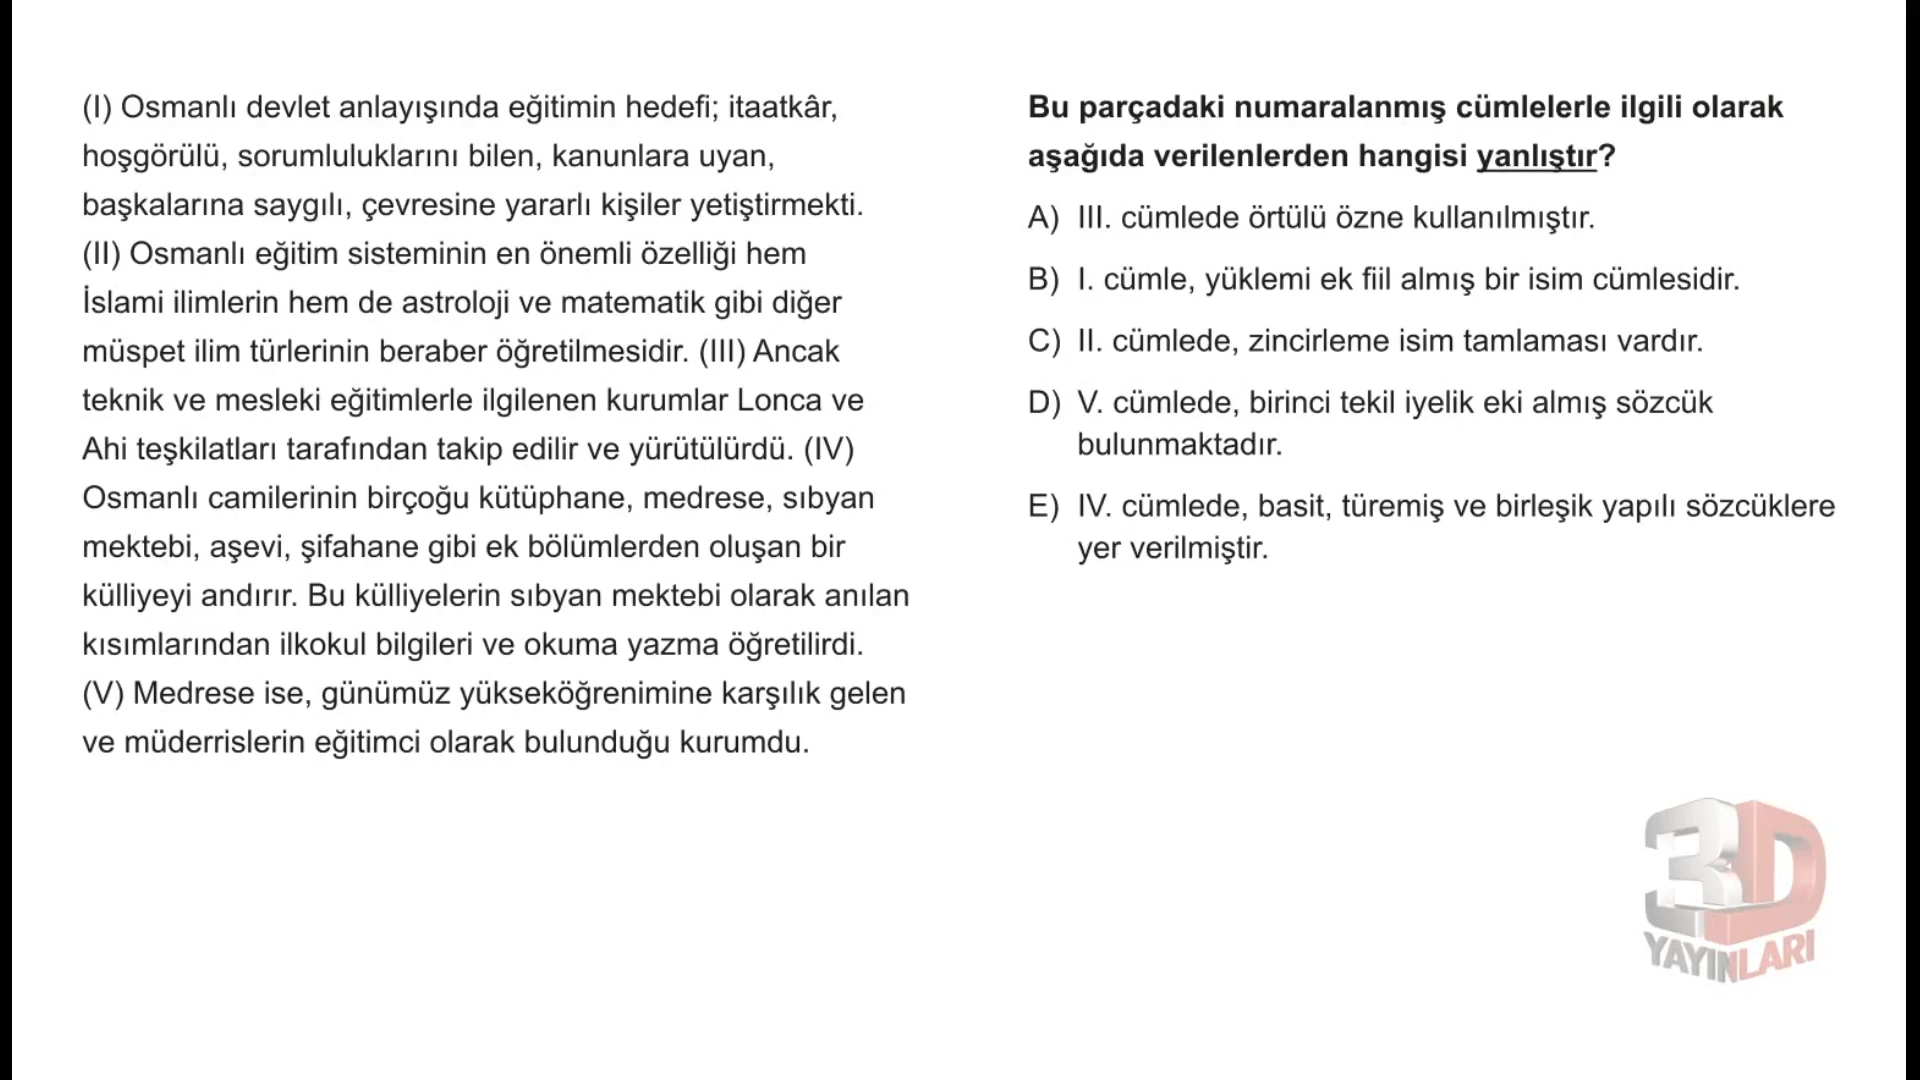 (I) Osmanlı devlet anlayışında eğitimin hedefi; itaatkâr,
hoşgörülü, sorumluluklarını bilen, kanunlara uyan,
başkalarına saygılı, çevresine yararlı kişiler yetiştirmekti.
(II) Osmanlı eğitim sisteminin en önemli özelliği hem
İslami ilimlerin hem de astroloji ve matematik gibi diğer
müspet ilim türlerinin beraber öğretilmesidir. (III) Ancak
teknik ve mesleki eğitimlerle ilgilenen kurumlar Lonca ve
Ahi teşkilatları tarafından takip edilir ve yürütülürdü. (IV)
Osmanlı camilerinin birçoğu kütüphane, medrese, sıbyan
mektebi, aşevi, şifahane gibi ek bölümlerden oluşan bir
külliyeyi andırır. Bu külliyelerin sıbyan mektebi olarak anılan
kısımlarından ilkokul bilgileri ve okuma yazma öğretilirdi.
(V) Medrese ise, günümüz yükseköğrenimine karşılık gelen
ve müderrislerin eğitimci olarak bulunduğu kurumdu.
Bu parçadaki numaralanmış cümlelerle ilgili olarak
aşağıda verilenlerden hangisi yanlıştır?
A) III. cümlede örtülü özne kullanılmıştır.
B) I. cümle, yüklemi ek fiil almış bir isim cümlesidir.
C) II. cümlede, zincirleme isim tamlaması vardır.
D) V. cümlede, birinci tekil iyelik eki almış sözcük
bulunmaktadır.
E) IV. cümlede, basit, türemiş ve birleşik yapılı sözcüklere
yer verilmiştir.
3D
YAYINLARI